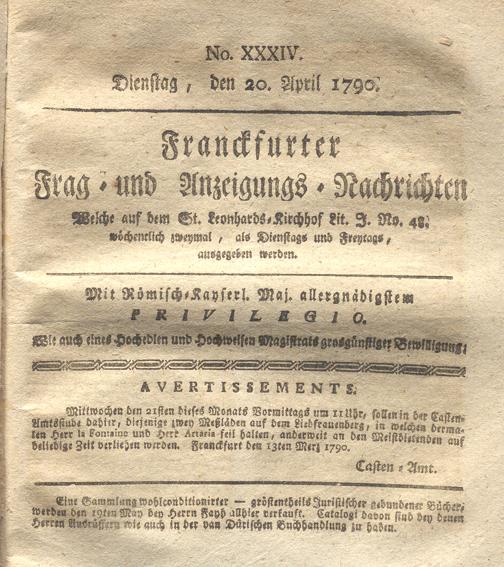 No. XXXIV.
Dienstag, den 20. April 1790.
Franckfurter
Frag- und Anzeigungs-Nachrichten
Welche auf dem St. Leonhards-Kirchhof Lit. J. No. 48.
wöchentlich zweymal, als Dienstags und Freytags,
ausgegeben werden.
Mit Römisch-Kayserl. Maj. allergnädigstem
PRIVILEGIO.
Wie auch eines Hochedlen und Hochweisen Magistrats grosgünstiger Bewilligung.
AVERTISSEMENTS.
Mittwochen den 21sten dieses Monats Vormittags um 11 Uhr, sollen in der Casten-
Amtsstube dahier, diejenige zwey Meßläden auf dem Liebfrauenberg, in welchen derma-
len Herr la Fontaine und Herr Artaria feil halten, anderweit an den Meistbietenden auf
beliebige Zeit verliehen werden. Franckfurt den 13ten Merz 1790.
Casten-Amt.
Eine Sammlung wohlconditionirter — gröstentheils Juristischer gebundener Bücher,
werden den 19ten May bey Herrn Fayh allhier verkauft. Catalogi davon sind bey denen
Herren Ausrüffern wie auch in der van Dürischen Buchhandlung zu haben.